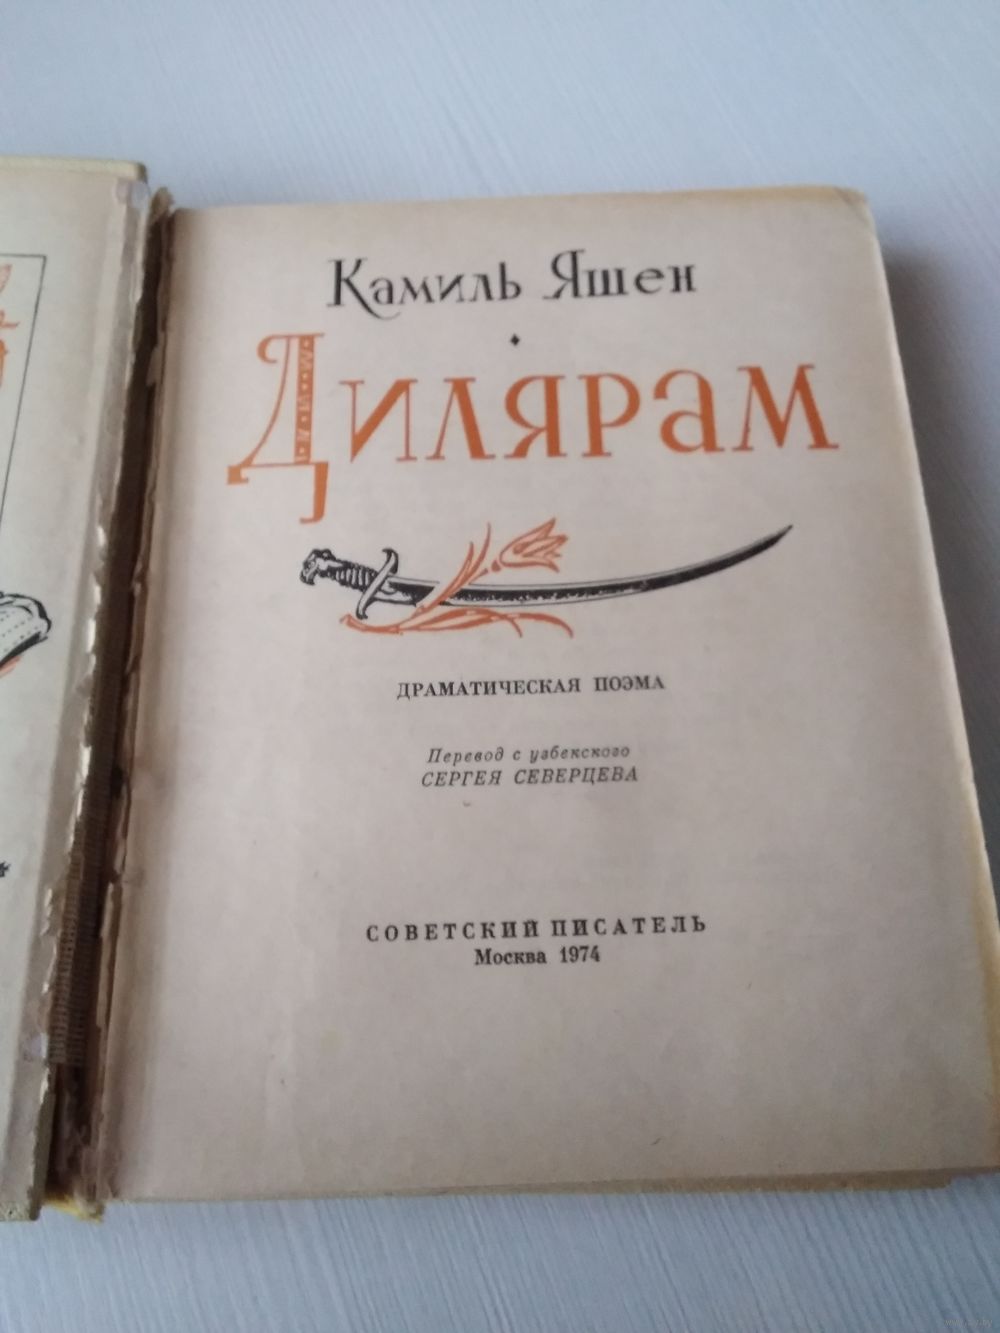 Камиль Яшен
Дилярам
ДРАМАТИЧЕСКАЯ ПОЭМА
Перевод с узбекского
СЕРГЕЯ СЕВЕРЦЕВА
СОВЕТСКИЙ ПИСАТЕЛЬ
Москва 1974